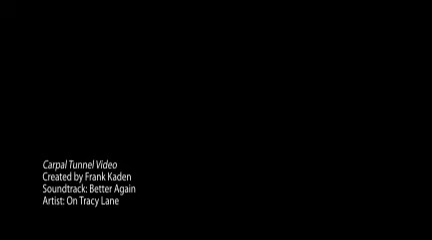 Carpal Tunnel Video
Created by Frank Kaden
Soundtrack: Better Again
Artist: On Tracy Lane